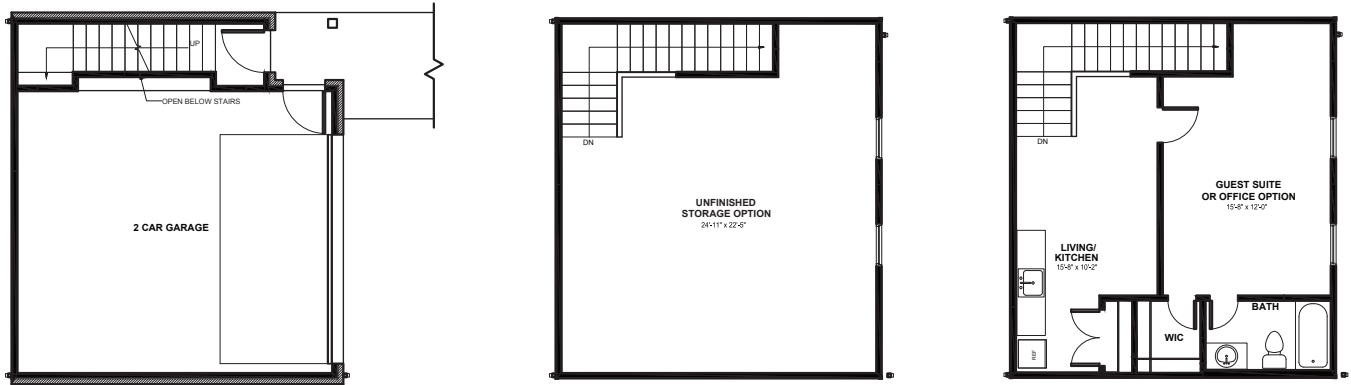 UP
OPEN BELOW STAIRS
2 CAR GARAGE
DN
UNFINISHED
STORAGE OPTION
24'-11" x 22'-5"
DN
GUEST SUITE
OR OFFICE OPTION
15'-8" x 12'-0"
LIVING/
KITCHEN
15'-8" x 10'-2"
BATH
WIC
REF